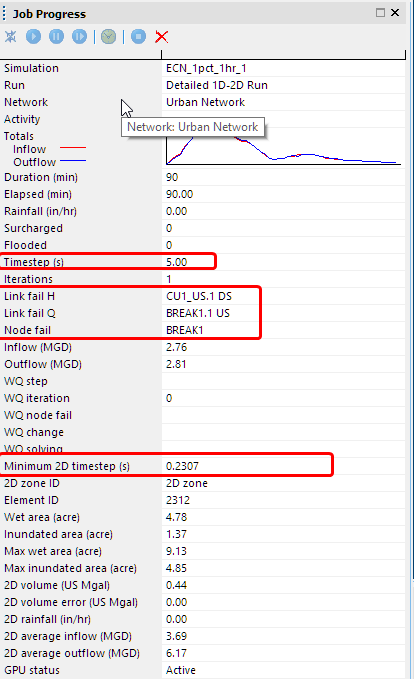 Job Progress
Simulation ECN_1pct_1hr_1
Run Detailed 1D-2D Run
Network Urban Network
Activity
Network: Urban Network
Totals
Inflow
Outflow
Duration (min) 90
Elapsed (min) 90.00
Rainfall (in/hr) 0.00
Surcharged 0
Flooded 0
Timestep (s) 5.00
Iterations 1
Link fail H CU1_US.1 DS
Link fail Q BREAK1.1 US
Node fail BREAK1
Inflow (MGD) 2.76
Outflow (MGD) 2.81
WQ step
WQ iteration 0
WQ node fail
WQ change
WQ solving
Minimum 2D timestep (s) 0.2307
2D zone ID 2D zone
Element ID 2312
Wet area (acre) 4.78
Inundated area (acre) 1.37
Max wet area (acre) 9.13
Max inundated area (acre) 4.85
2D volume (US Mgal) 0.44
2D volume error (US Mgal) 0.00
2D rainfall (in/hr) 0.00
2D average inflow (MGD) 3.69
2D average outflow (MGD) 6.17
GPU status Active